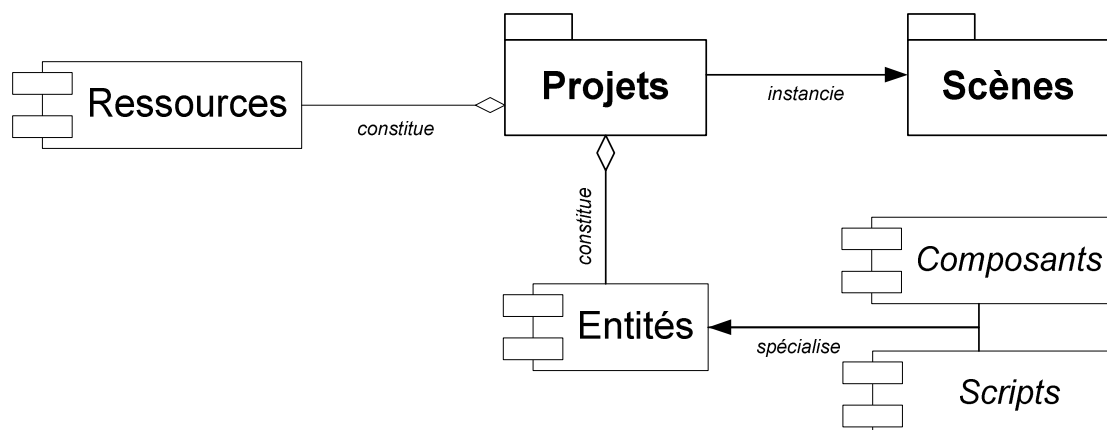 Projets
Scènes
Ressources
instancie
constitue
constitue
Composants
Entités
spécialise
Scripts